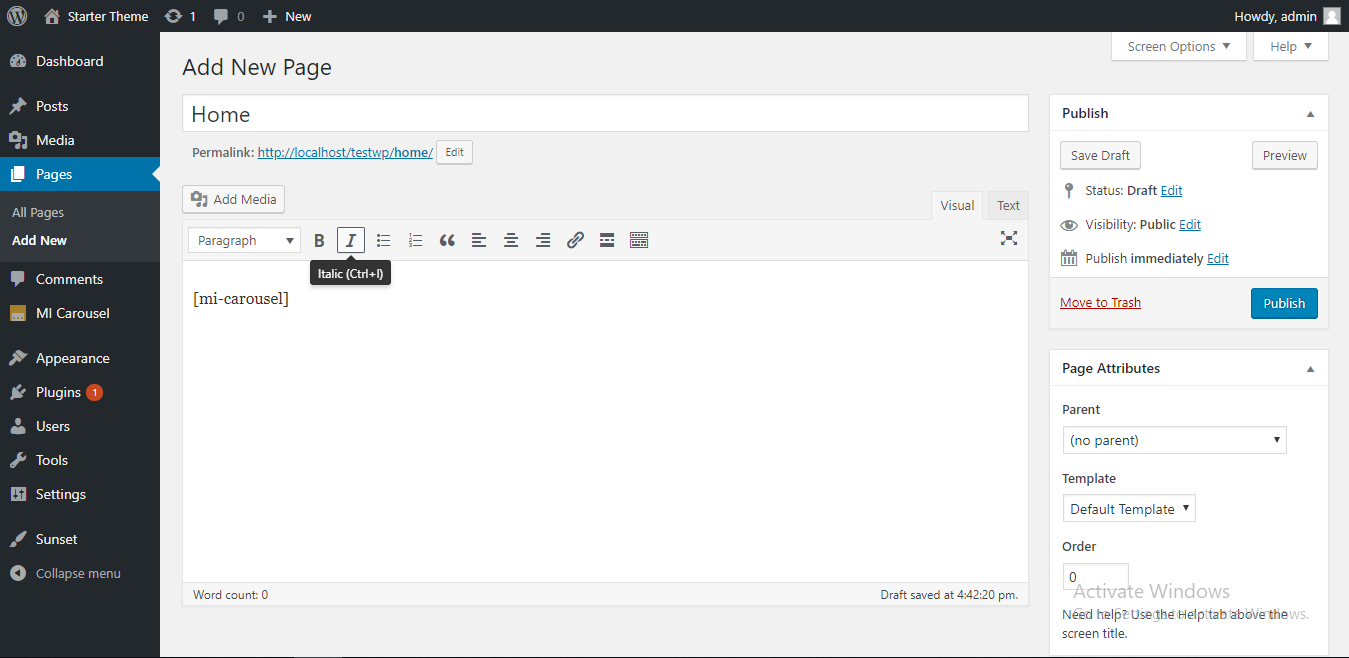 Starter Theme 1 0 New Howdy, admin
Screen Options Help
Dashboard
Posts
Media
Pages
All Pages
Add New
Comments
MI Carousel
Appearance
Plugins 1
Users
Tools
Settings
Sunset
Collapse menu
Add New Page
Home
Permalink: http://localhost/testwp/home/ Edit
Add Media
Visual Text
Paragraph B I
Italic (Ctrl+I)
[mi-carousel]
Word count: 0 Draft saved at 4:42:20 pm.
Publish
Save Draft Preview
Status: Draft Edit
Visibility: Public Edit
Publish immediately Edit
Move to Trash Publish
Page Attributes
Parent
(no parent)
Template
Default Template
Order
0
Activate Windows
Go to Settings to activate Windows.
Need help? Use the Help tab above the
screen title.